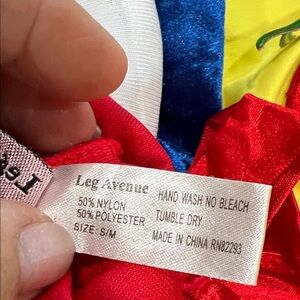 Leg Avenue
50% NYLON
50% POLYESTER
SIZE: S/M
HAND WASH NO BLEACH
TUMBLE DRY
MADE IN CHINA RN82293